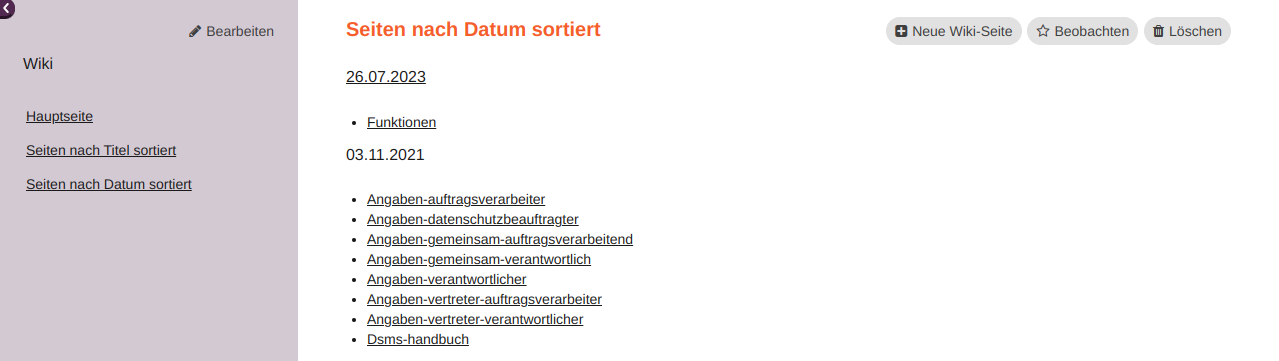 Bearbeiten
Wiki
Hauptseite
Seiten nach Titel sortiert
Seiten nach Datum sortiert
Seiten nach Datum sortiert
Neue Wiki-Seite
Beobachten
Löschen
26.07.2023
Funktionen
03.11.2021
Angaben-auftragsverarbeiter
Angaben-datenschutzbeauftragter
Angaben-gemeinsam-auftragsverarbeitend
Angaben-gemeinsam-verantwortlich
Angaben-verantwortlicher
Angaben-vertreter-auftragsverarbeiter
Angaben-vertreter-verantwortlicher
Dsms-handbuch